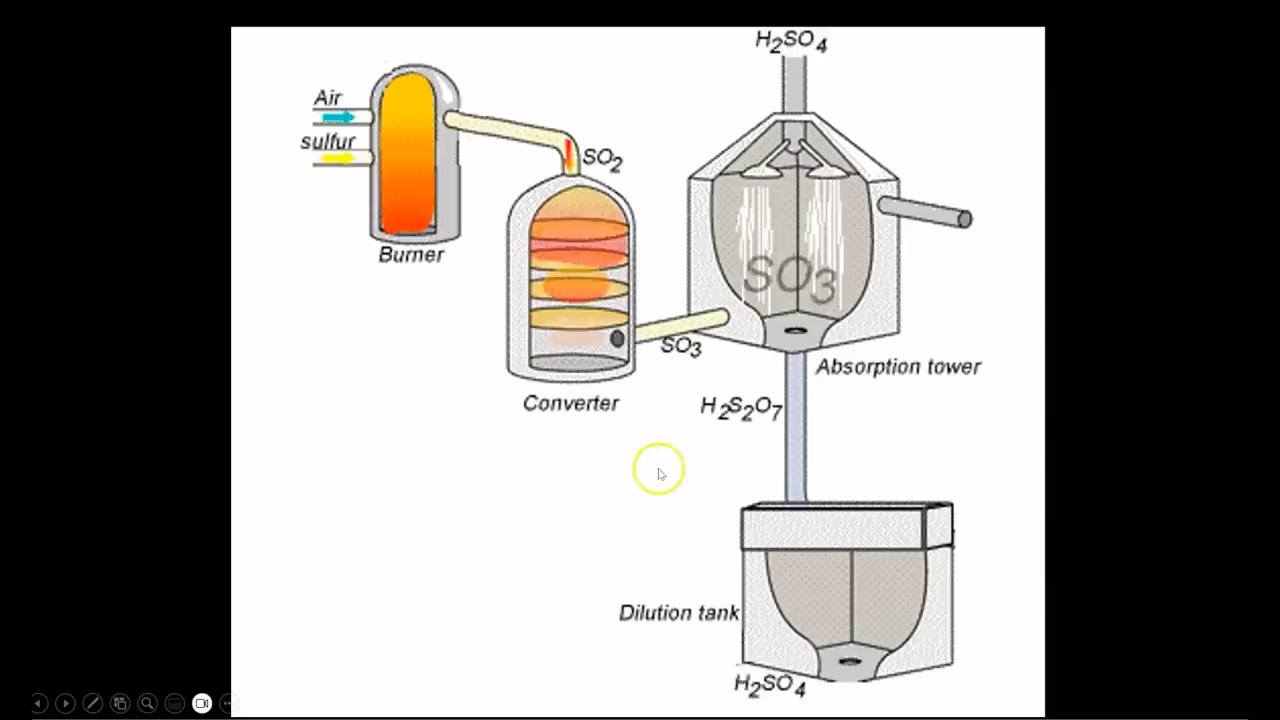 H2SO4
Air
sulfur
SO2
Burner
SO3
SO3
Absorption tower
Converter
H2S2O7
Dilution tank
H2SO4